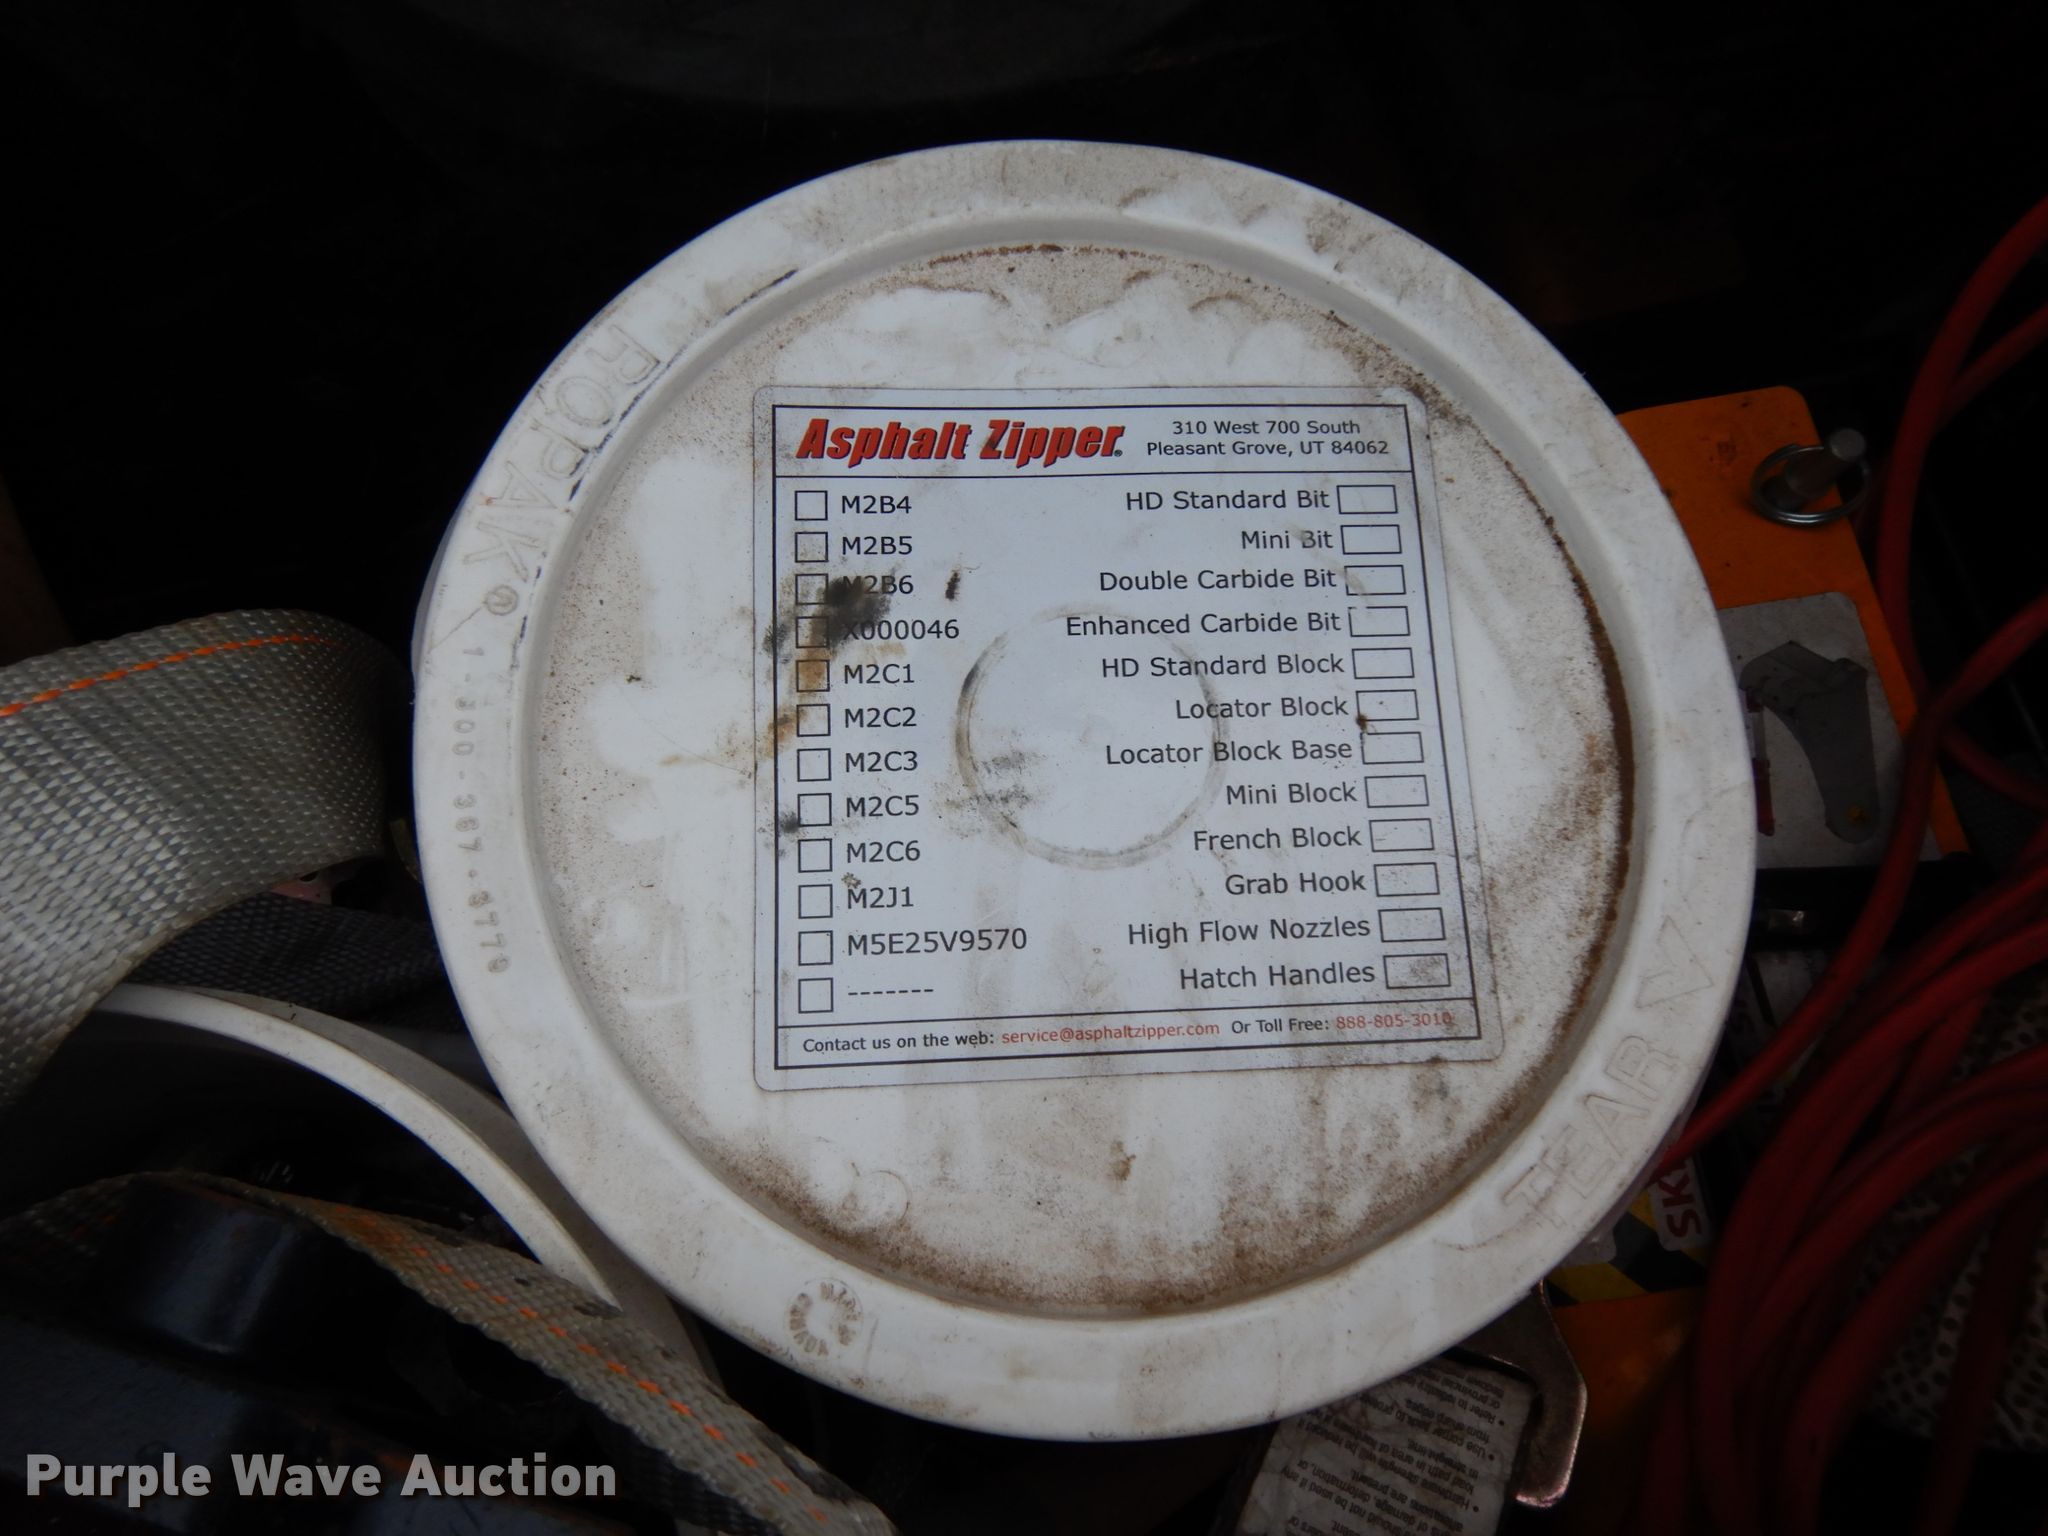 ROPAK® 1-800-367-3779
Asphalt Zipper®
310 West 700 South
Pleasant Grove, UT 84062
M2B4 HD Standard Bit
M2B5 Mini Bit
M2B6 Double Carbide Bit
X000046 Enhanced Carbide Bit
M2C1 HD Standard Block
M2C2 Locator Block
M2C3 Locator Block Base
M2C5 Mini Block
M2C6 French Block
M2J1 Grab Hook
M5E25V9570 High Flow Nozzles
------- Hatch Handles
Contact us on the web: service@asphaltzipper.com Or Toll Free: 888-805-3010
TEAR
SK
Purple Wave Auction